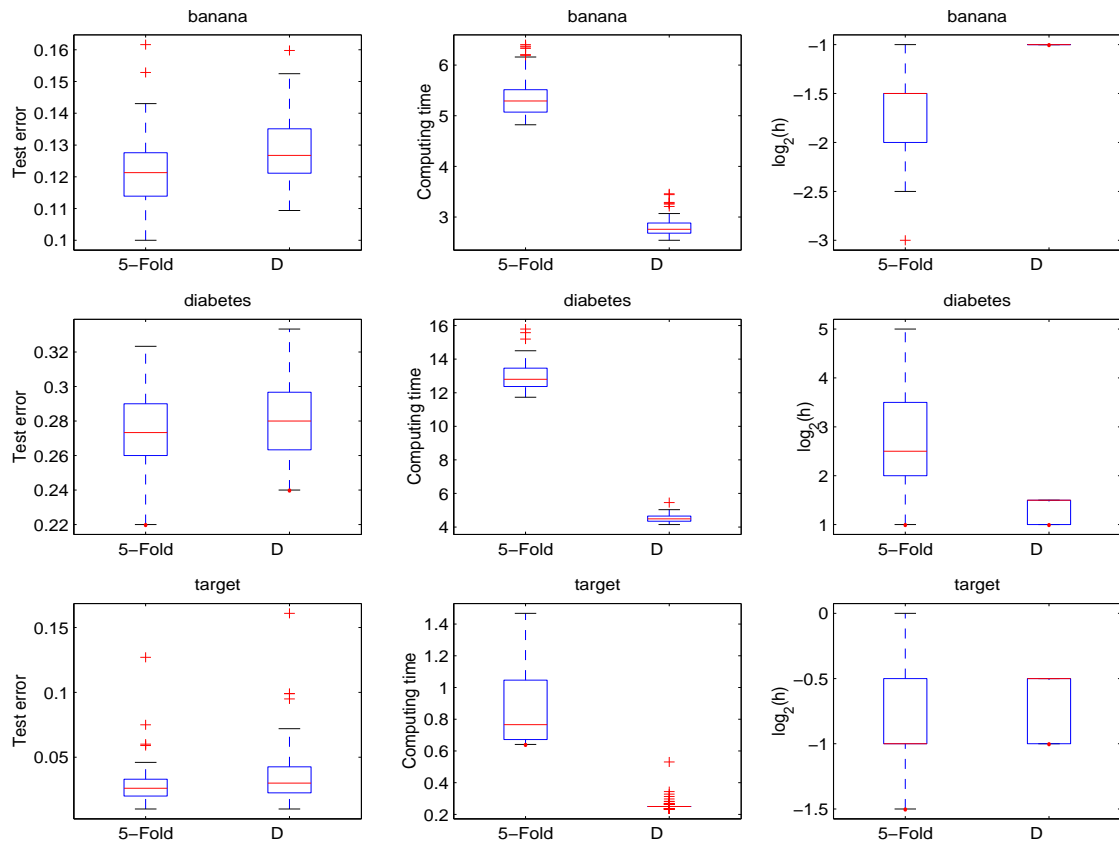 banana
Test error
0.16
0.15
0.14
0.13
0.12
0.11
0.1
5−Fold D
banana
Computing time
6
5
4
3
5−Fold D
banana
log2(h)
−1
−1.5
−2
−2.5
−3
5−Fold D
diabetes
Test error
0.32
0.3
0.28
0.26
0.24
0.22
5−Fold D
diabetes
Computing time
16
14
12
10
8
6
4
5−Fold D
diabetes
log2(h)
5
4
3
2
1
5−Fold D
target
Test error
0.15
0.1
0.05
5−Fold D
target
Computing time
1.4
1.2
1
0.8
0.6
0.4
0.2
5−Fold D
target
log2(h)
0
−0.5
−1
−1.5
5−Fold D